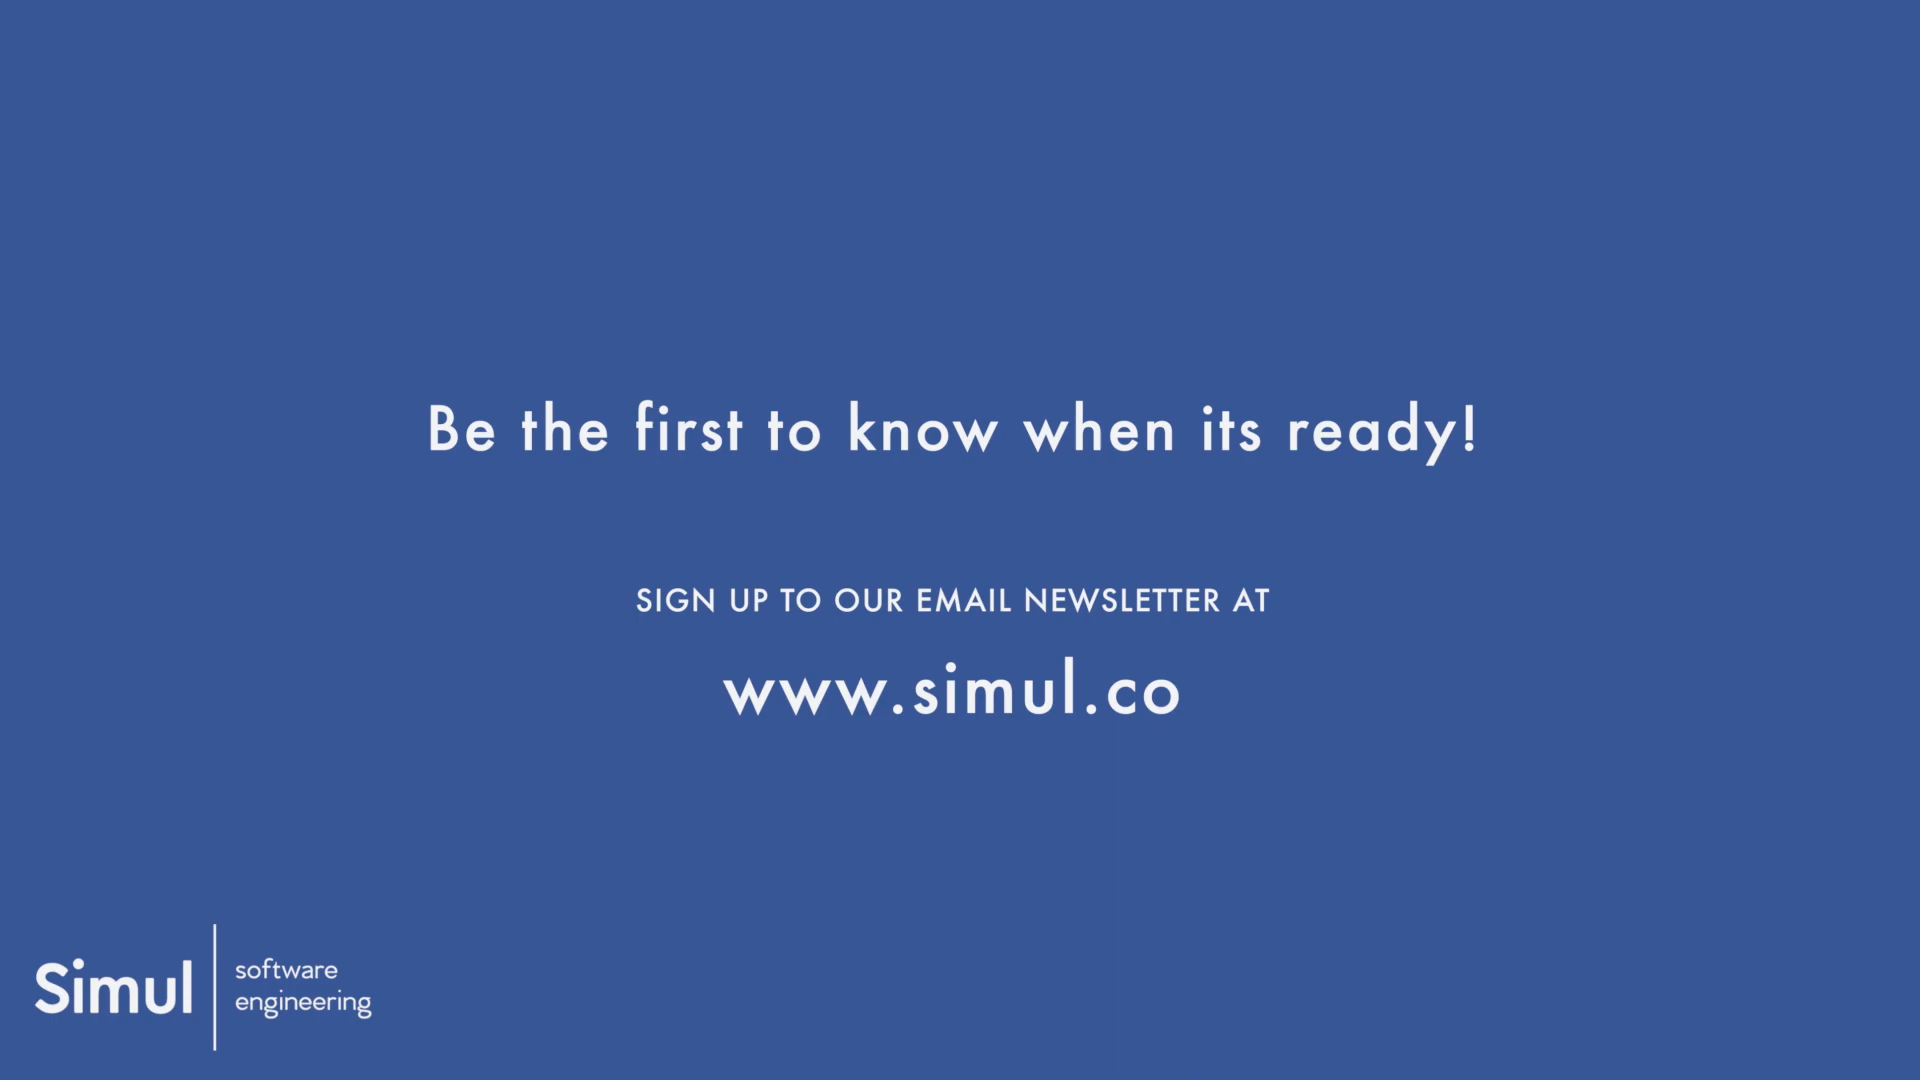 Be the first to know when its ready!
SIGN UP TO OUR EMAIL NEWSLETTER AT
www.simul.co
Simul
software
engineering